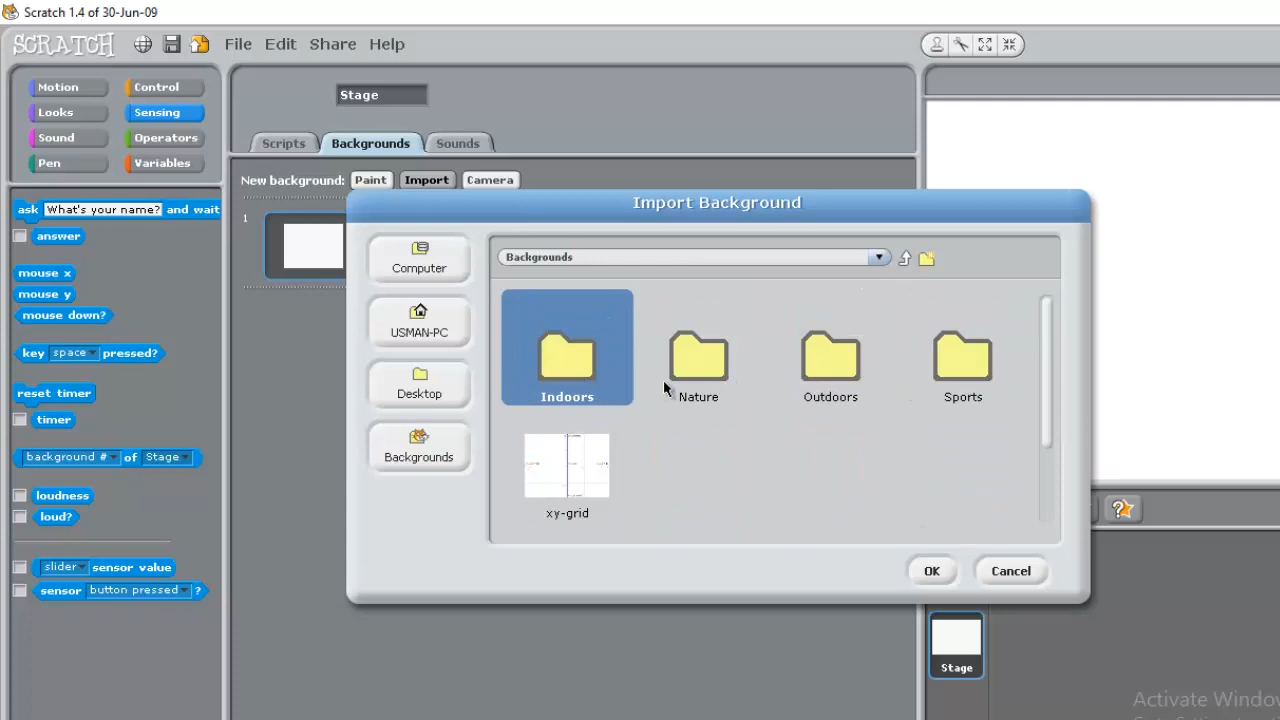 Scratch 1.4 of 30-Jun-09
SCRATCH File Edit Share Help
Motion Control
Looks Sensing
Sound Operators
Pen Variables
Stage
Scripts Backgrounds Sounds
New background: Paint Import Camera
1
ask What's your name? and wait
answer
mouse x
mouse y
mouse down?
key space pressed?
reset timer
timer
background # of Stage
loudness
loud?
slider sensor value
sensor button pressed ?
Import Background
Computer
USMAN-PC
Desktop
Backgrounds
Backgrounds
Indoors Nature Outdoors Sports
xy-grid
OK Cancel
?
Stage
Activate Windo